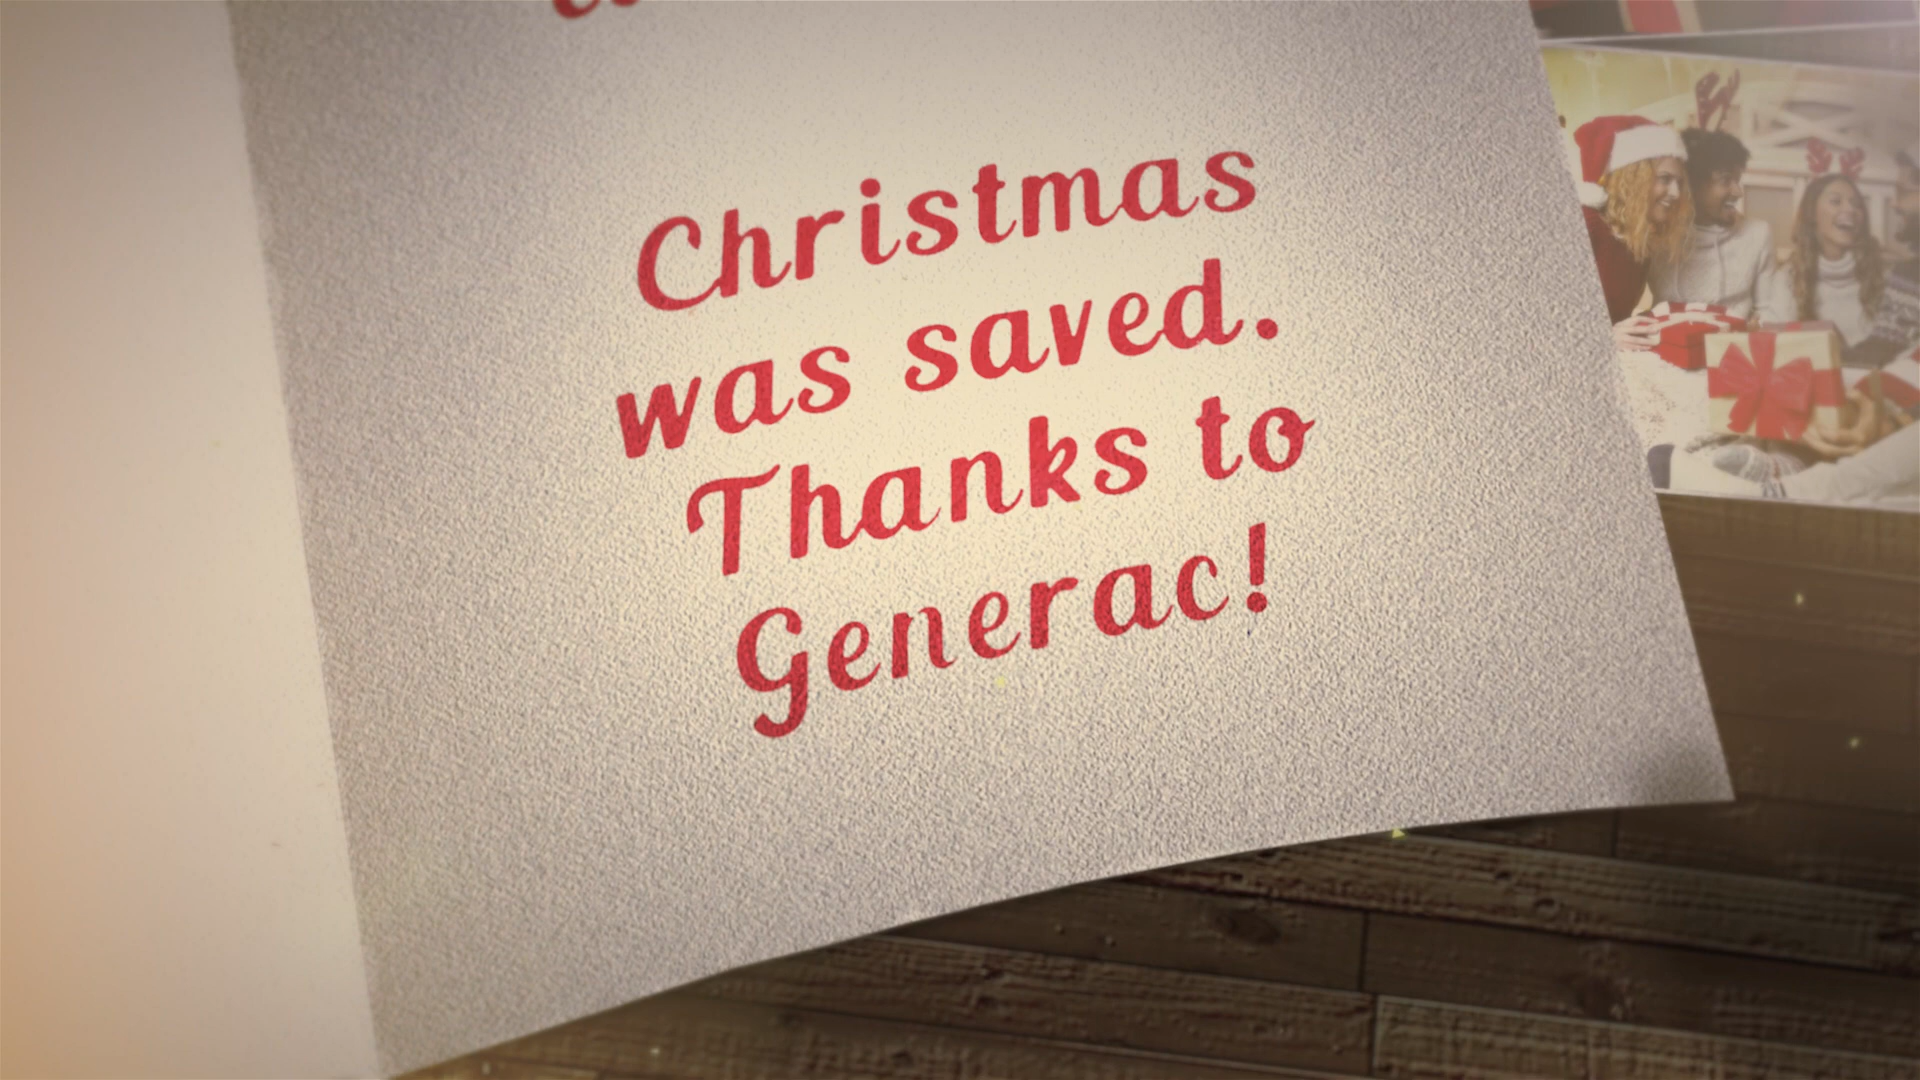 Christmas
was saved.
Thanks to
Generac!